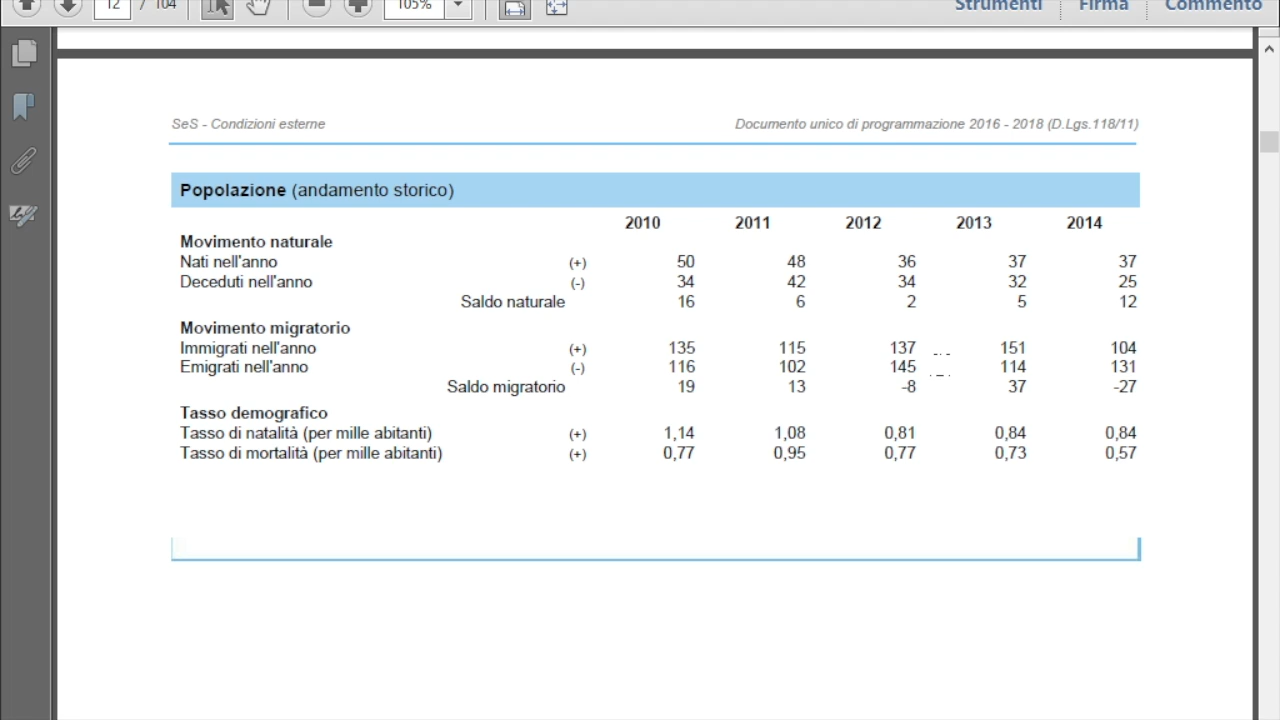 12 / 104 105% Strumenti Firma Commento
SeS - Condizioni esterne Documento unico di programmazione 2016 - 2018 (D.Lgs.118/11)
Popolazione (andamento storico)
2010 2011 2012 2013 2014
Movimento naturale
Nati nell'anno (+) 50 48 36 37 37
Deceduti nell'anno (-) 34 42 34 32 25
Saldo naturale 16 6 2 5 12
Movimento migratorio
Immigrati nell'anno (+) 135 115 137 151 104
Emigrati nell'anno (-) 116 102 145 114 131
Saldo migratorio 19 13 -8 37 -27
Tasso demografico
Tasso di natalità (per mille abitanti) (+) 1,14 1,08 0,81 0,84 0,84
Tasso di mortalità (per mille abitanti) (+) 0,77 0,95 0,77 0,73 0,57